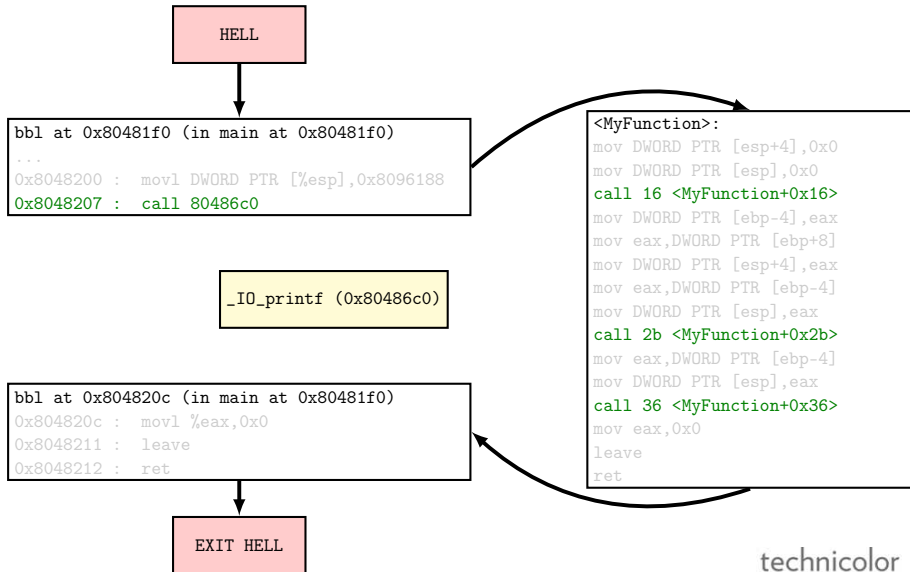 HELL
bbl at 0x80481f0 (in main at 0x80481f0)
...
0x8048200 : movl DWORD PTR [%esp],0x8096188
0x8048207 : call 80486c0
_IO_printf (0x80486c0)
bbl at 0x804820c (in main at 0x80481f0)
0x804820c : movl %eax,0x0
0x8048211 : leave
0x8048212 : ret
EXIT HELL
<MyFunction>:
mov DWORD PTR [esp+4],0x0
mov DWORD PTR [esp],0x0
call 16 <MyFunction+0x16>
mov DWORD PTR [ebp-4],eax
mov eax,DWORD PTR [ebp+8]
mov DWORD PTR [esp+4],eax
mov eax,DWORD PTR [ebp-4]
mov DWORD PTR [esp],eax
call 2b <MyFunction+0x2b>
mov eax,DWORD PTR [ebp-4]
mov DWORD PTR [esp],eax
call 36 <MyFunction+0x36>
mov eax,0x0
leave
ret
technicolor